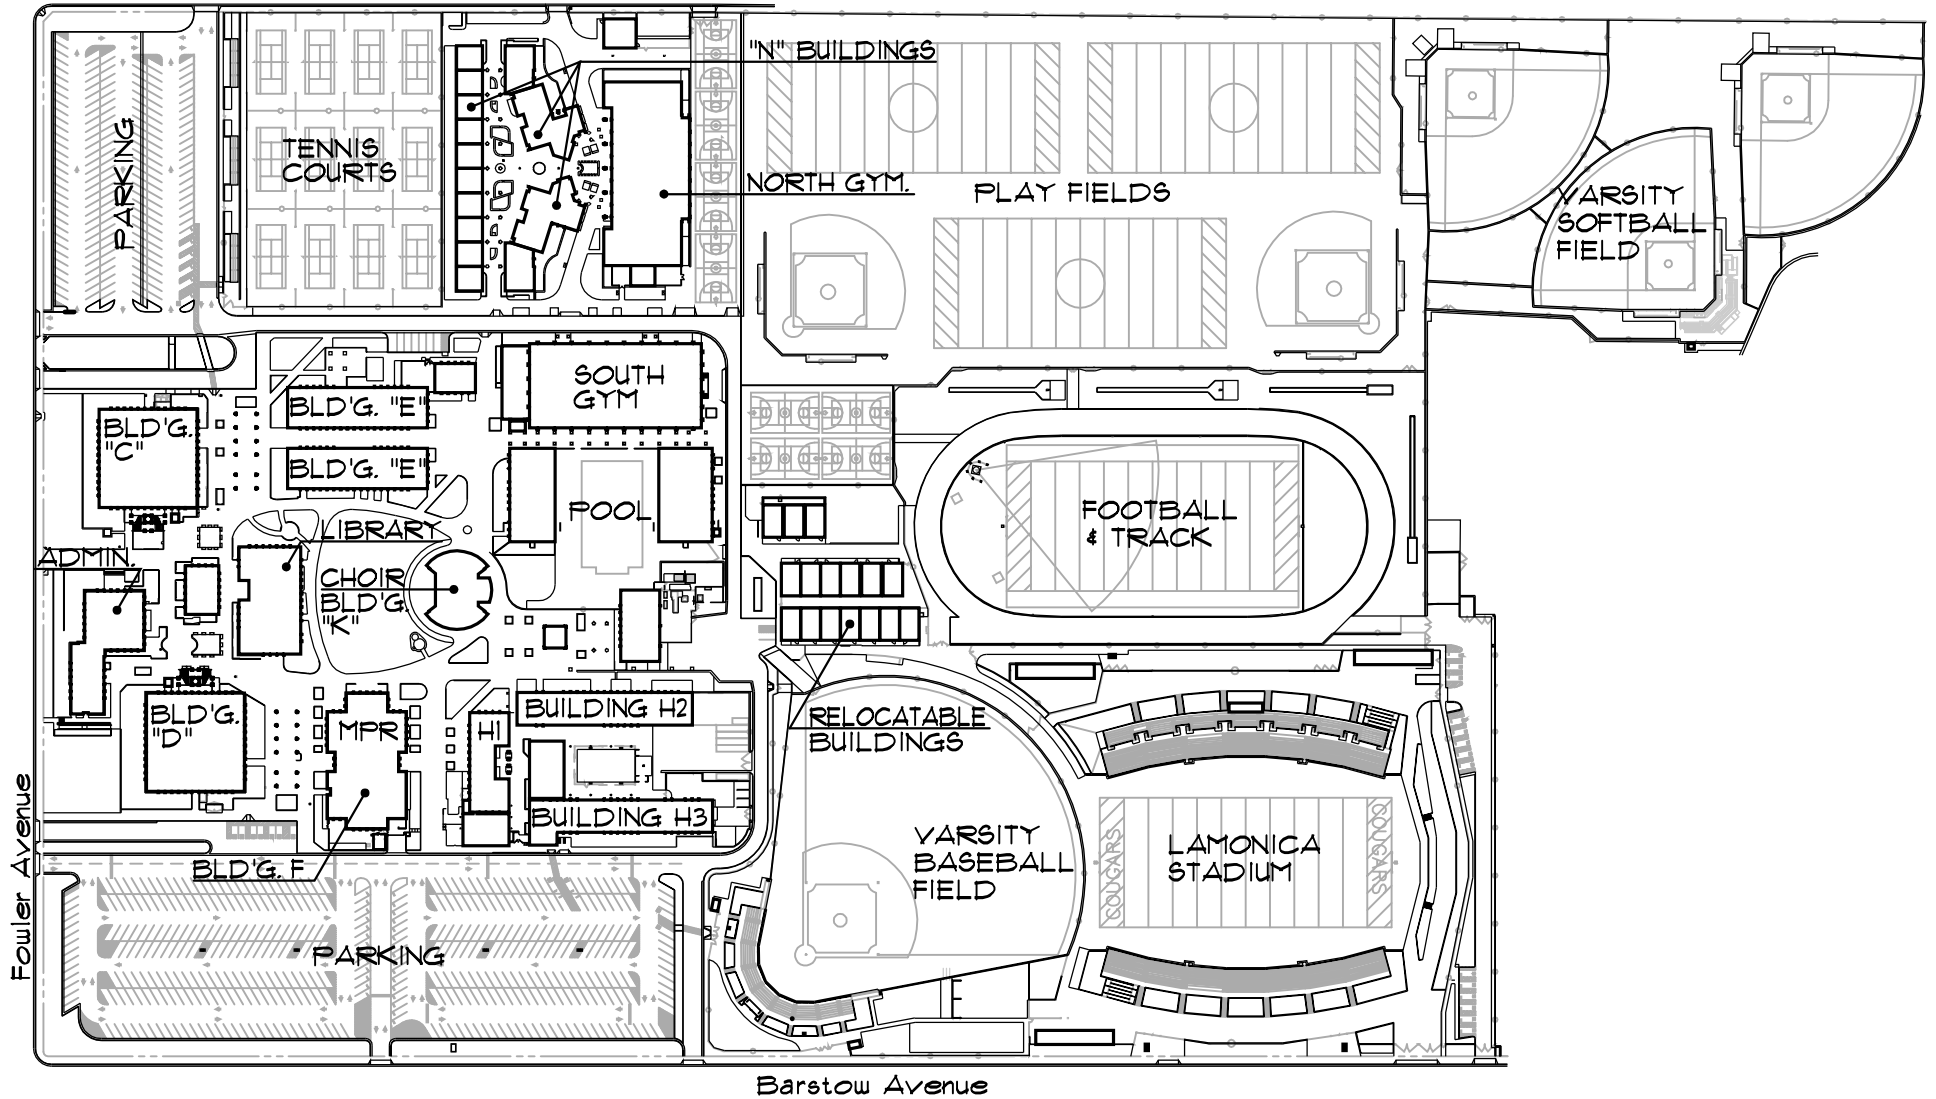 "N" BUILDINGS
PARKING
TENNIS
COURTS
NORTH GYM.
PLAY FIELDS
VARSITY
SOFTBALL
FIELD
SOUTH
GYM
BLD'G. "E"
BLD'G.
"C"
BLD'G. "E"
POOL
FOOTBALL
& TRACK
LIBRARY
ADMIN.
CHOIR
BLD'G.
"K"
BLD'G.
"D"
MPR
H1
BUILDING H2
RELOCATABLE
BUILDINGS
BUILDING H3
VARSITY
BASEBALL
FIELD
COUGARS
LAMONICA
STADIUM
COUGARS
BLD'G. F
Fowler Avenue
PARKING
Barstow Avenue